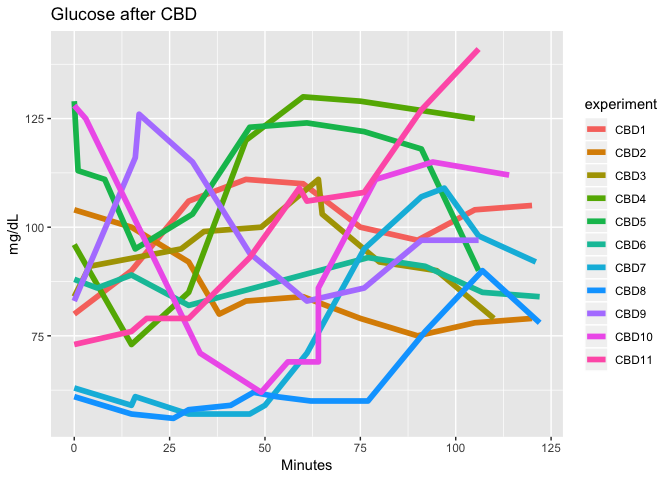 Glucose after CBD
mg/dL
125
100
75
0
25
50
75
100
125
Minutes
experiment
CBD1
CBD2
CBD3
CBD4
CBD5
CBD6
CBD7
CBD8
CBD9
CBD10
CBD11